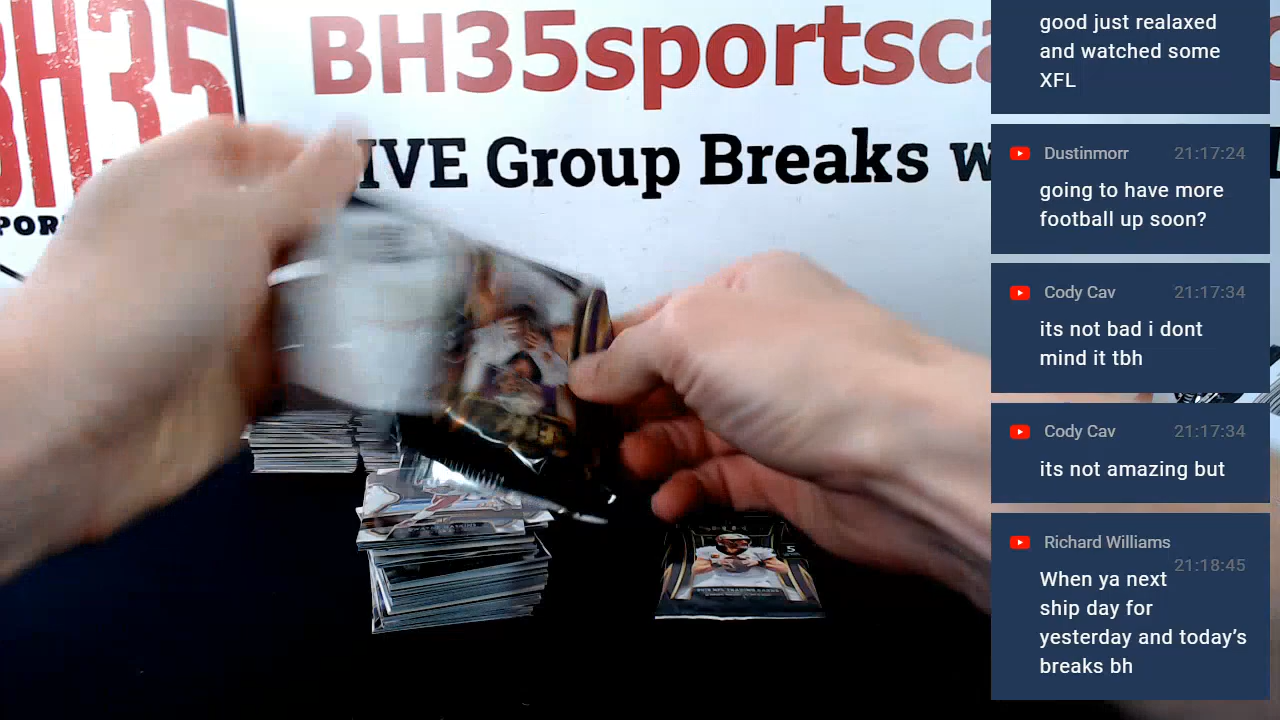 BH35
BH35sportsca
IVE Group Breaks w
good just realaxed
and watched some
XFL
Dustinmorr 21:17:24
going to have more
football up soon?
Cody Cav 21:17:34
its not bad i dont
mind it tbh
Cody Cav 21:17:34
its not amazing but
Richard Williams
21:18:45
When ya next
ship day for
yesterday and today's
breaks bh
5